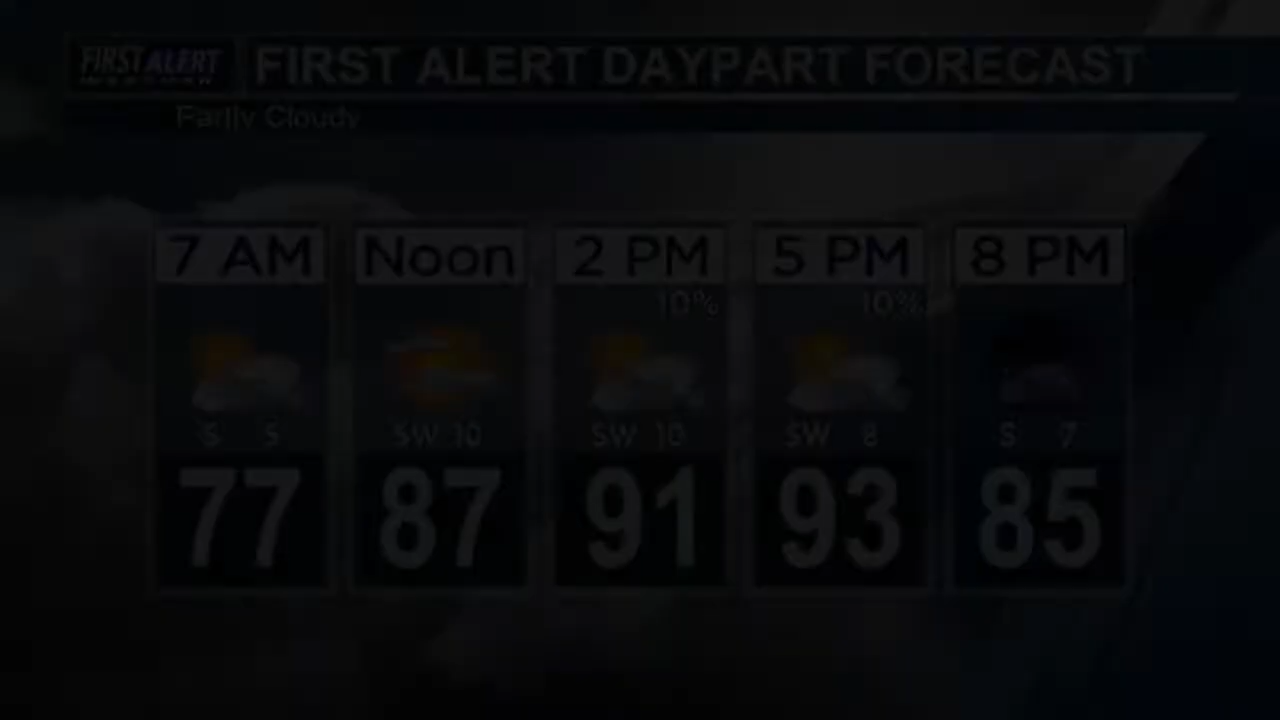 FIRST ALERT
FIRST ALERT DAYPART FORECAST
Partly Cloudy
7 AM Noon 2 PM 5 PM 8 PM
10% 10%
S 5 SW 10 SW 10 SW 8 S 7
77 87 91 93 85